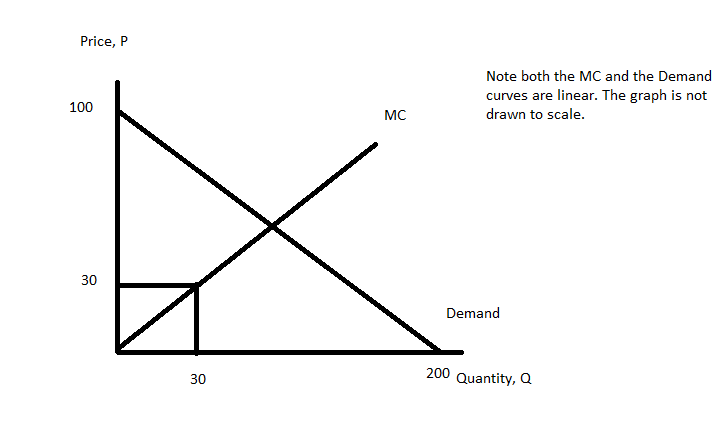 Price, P
Note both the MC and the Demand
curves are linear. The graph is not
drawn to scale.
100
MC
30
Demand
30
200
Quantity, Q